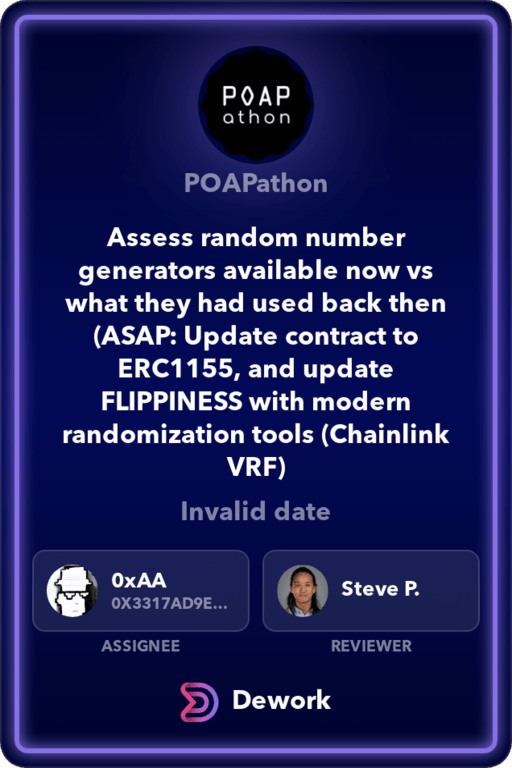 POAP
athon
POAPathon
Assess random number
generators available now vs
what they had used back then
(ASAP: Update contract to
ERC1155, and update
FLIPPINESS with modern
randomization tools (Chainlink
VRF)
Invalid date
0xAA
0X3317AD9E...
ASSIGNEE
Steve P.
REVIEWER
Dework